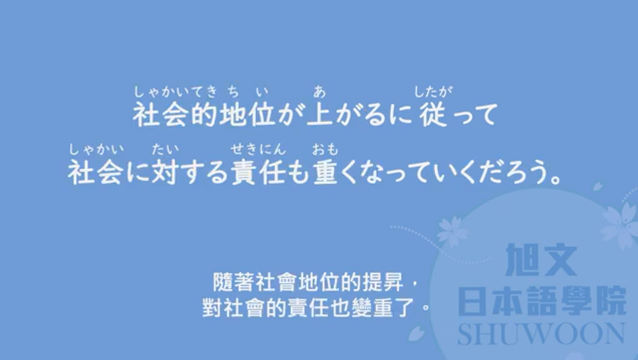 しゃかいてき ち い あ したが
社会的地位が上がるに従って
しゃかい たい せきにん おも
社会に対する責任も重くなっていくだろう。
隨著社會地位的提昇，
對社會的責任也變重了。
旭文
日本語學院
SHUWOON